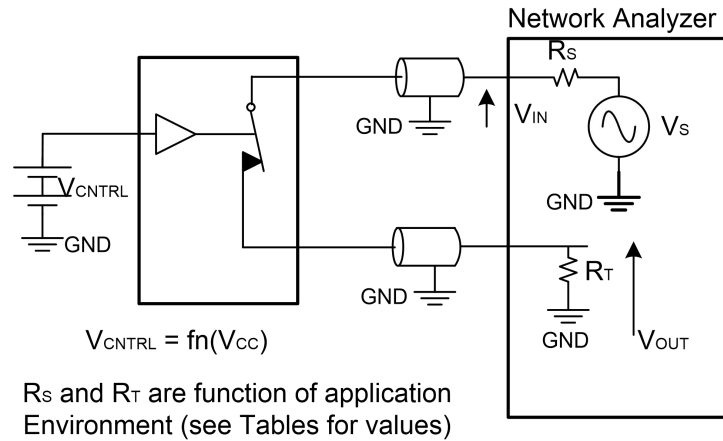 Network Analyzer
RS
GND
VIN
VS
GND
VCNTRL
GND
GND
RT
GND
VOUT
VCNTRL = fn(VCC)
RS and RT are function of application
Environment (see Tables for values)